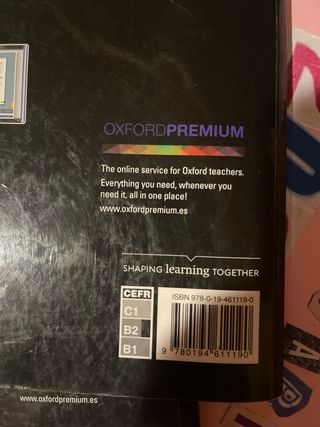 OXFORDPREMIUM
The online service for Oxford teachers.
Everything you need, whenever you
need it, all in one place!
www.oxfordpremium.es
SHAPING learning TOGETHER
CEFR
C1
B2
B1
ISBN 978-0-19-461119-0
9 780194 611190
www.oxfordpremium.es
A